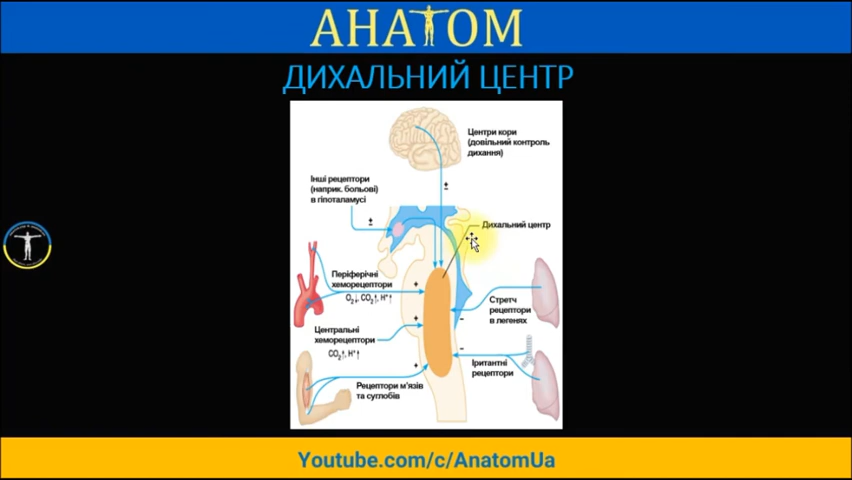 АНАТОМ
ДИХАЛЬНИЙ ЦЕНТР
Центри кори
(довільний контроль
дихання)
Інші рецептори
(наприк. больові)
в гіпоталамусі
±
±
Дихальний центр
Периферічні
хеморецептори
O₂↓, CO₂↑, H⁺↑
+
Стретч
рецептори
в легенях
–
Центральні
хеморецептори
CO₂↑, H⁺↑
+
–
Іритантні
рецептори
+
Рецептори м'язів
та суглобів
Youtube.com/c/AnatomUa